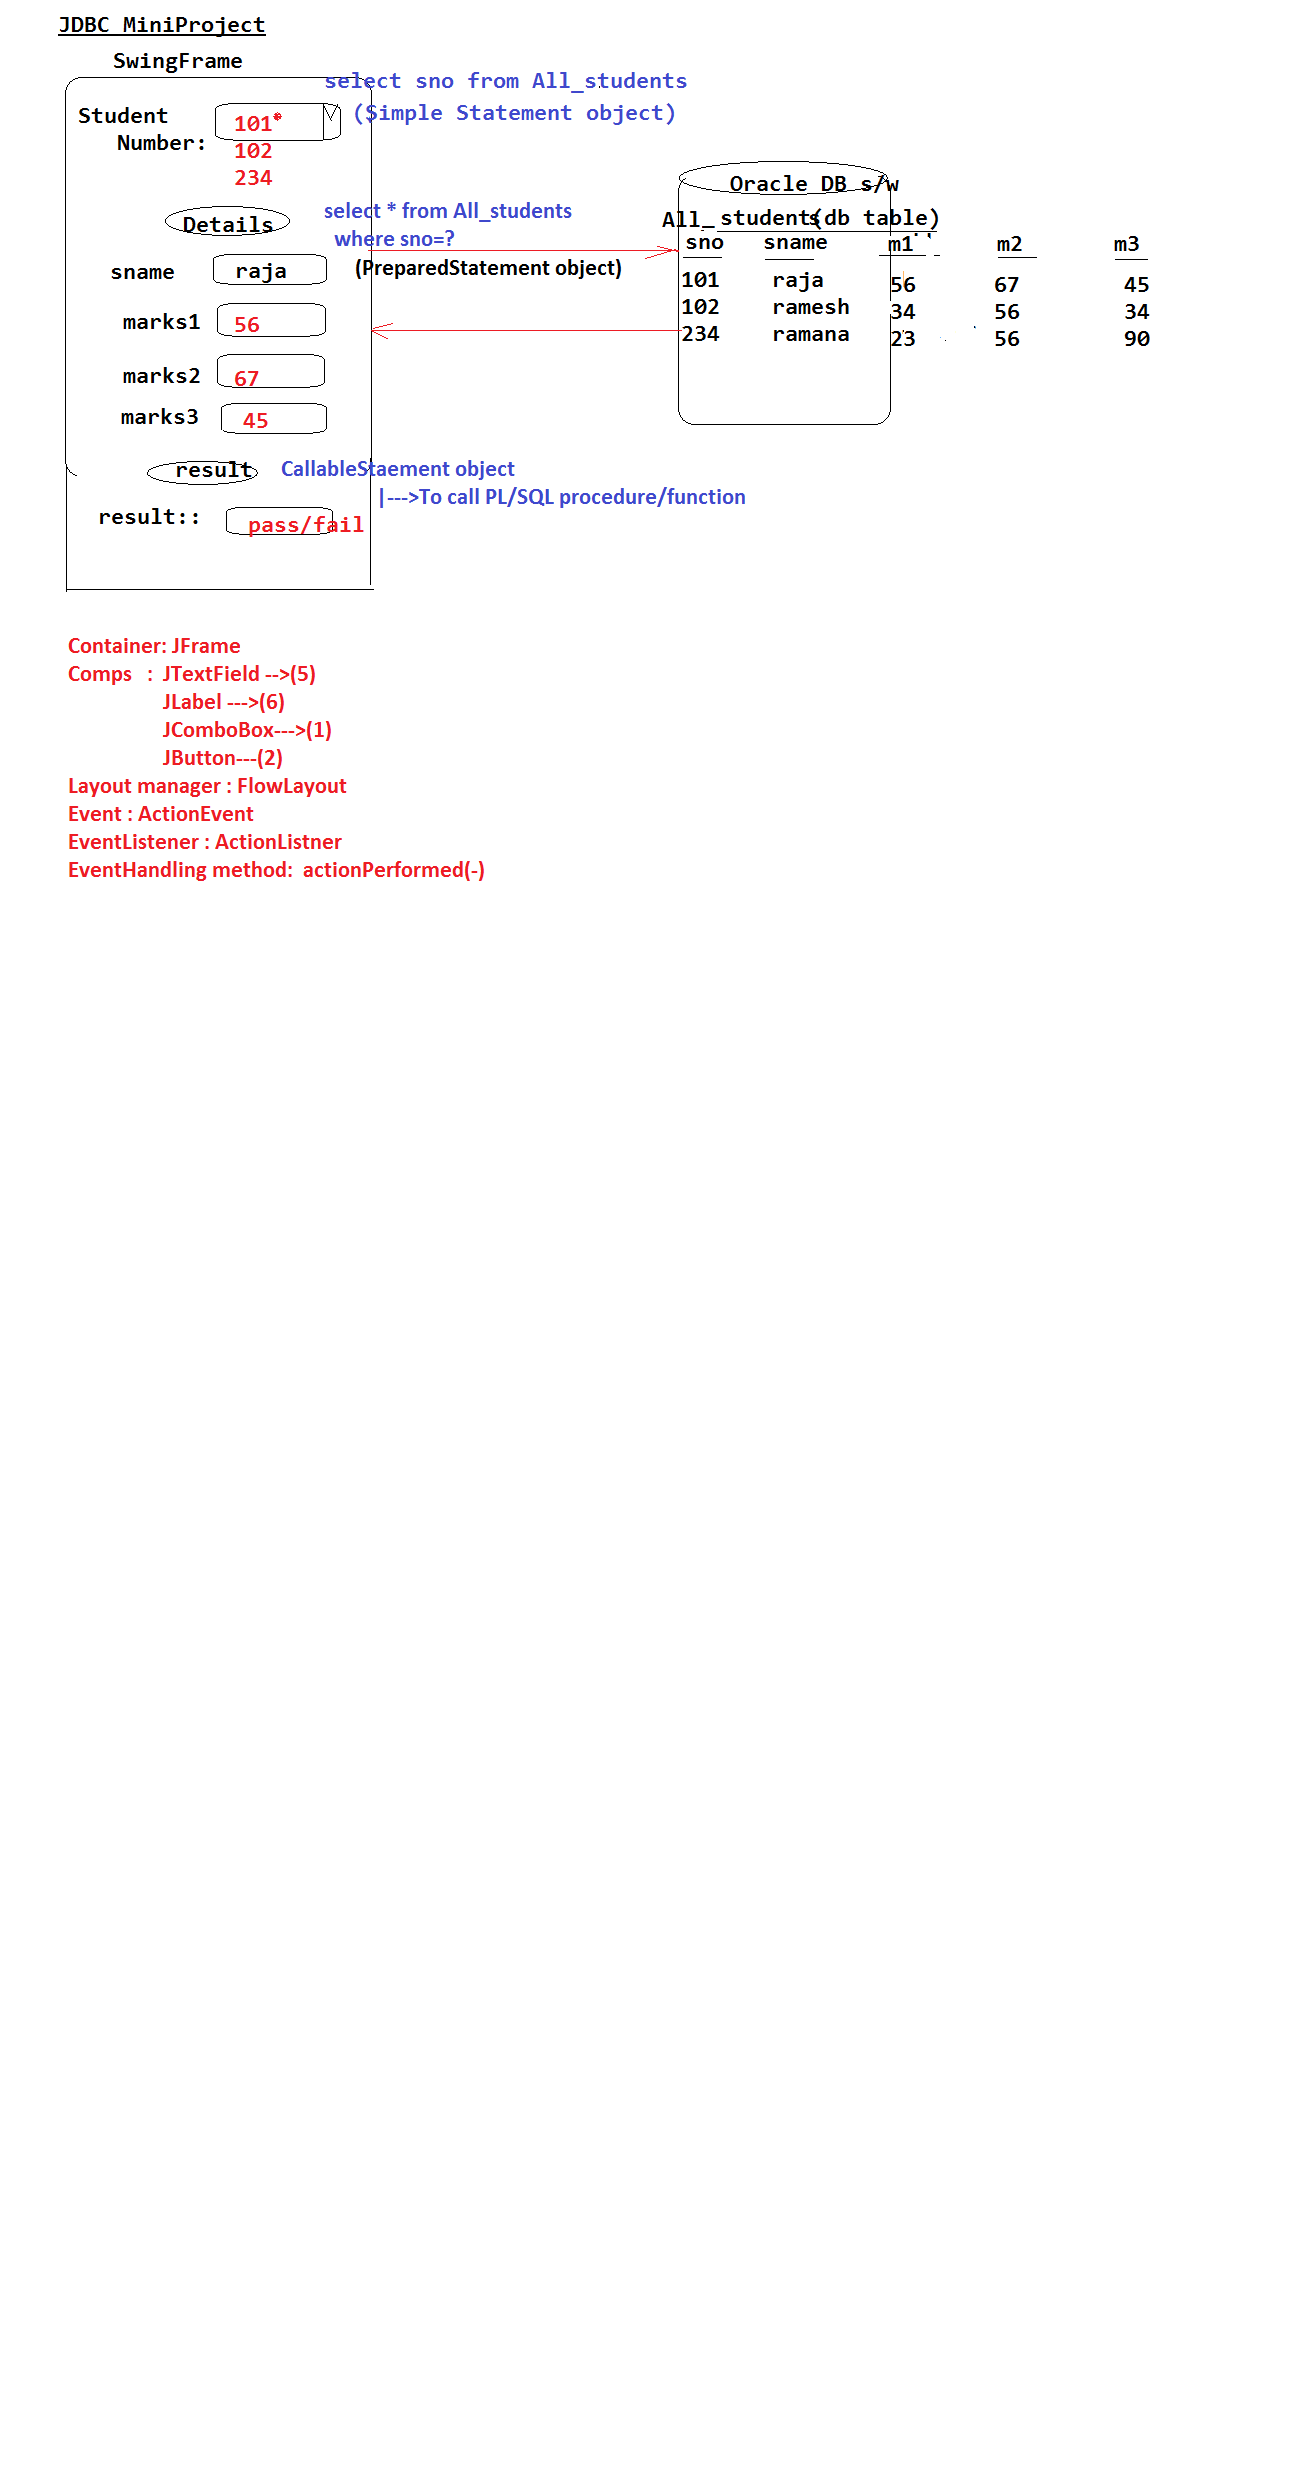 JDBC MiniProject
SwingFrame
select sno from All_students
(Simple Statement object)
Student
Number:
101*
102
234
Details
select * from All_students
where sno=?
(PreparedStatement object)
sname raja
marks1 56
marks2 67
marks3 45
result
CallableStaement object
|--->To call PL/SQL procedure/function
result:: pass/fail
Oracle DB s/w
All_ students(db table)
sno sname m1 m2 m3
101 raja 56 67 45
102 ramesh 34 56 34
234 ramana 23 56 90
Container: JFrame
Comps : JTextField -->(5)
JLabel --->(6)
JComboBox--->(1)
JButton---(2)
Layout manager : FlowLayout
Event : ActionEvent
EventListener : ActionListner
EventHandling method: actionPerformed(-)